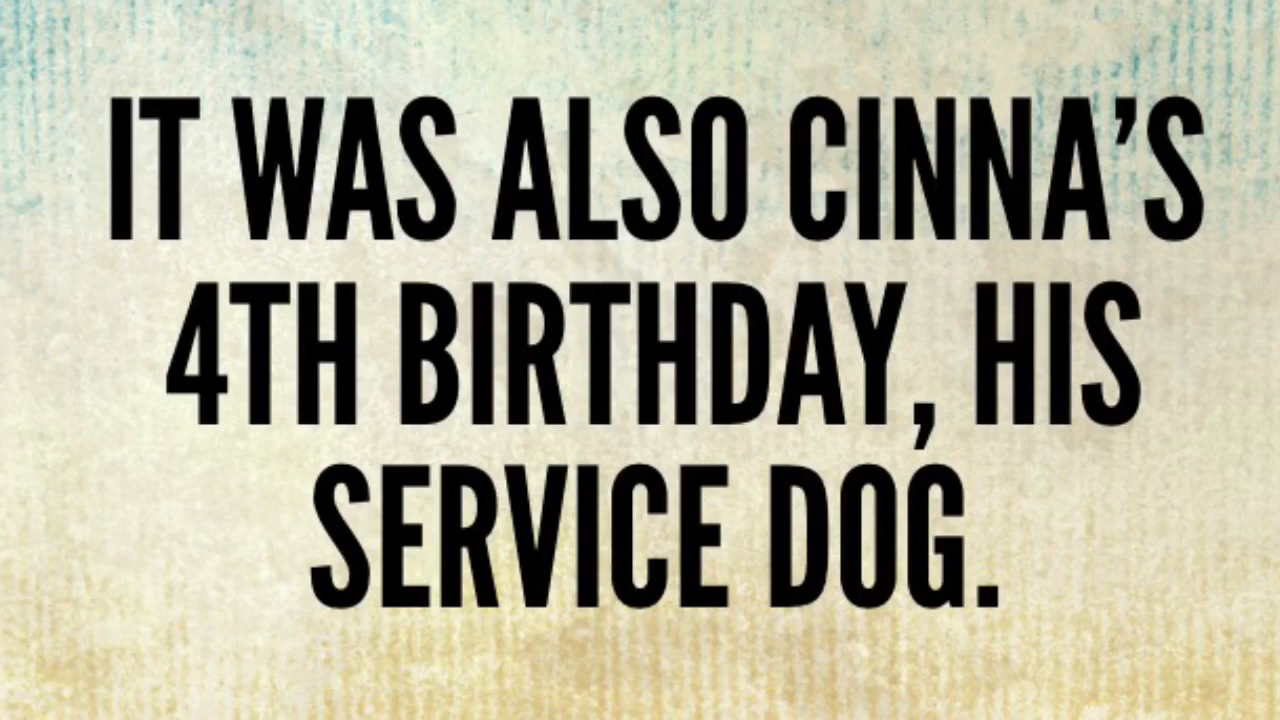 IT WAS ALSO CINNA’S
4TH BIRTHDAY, HIS
SERVICE DOG.